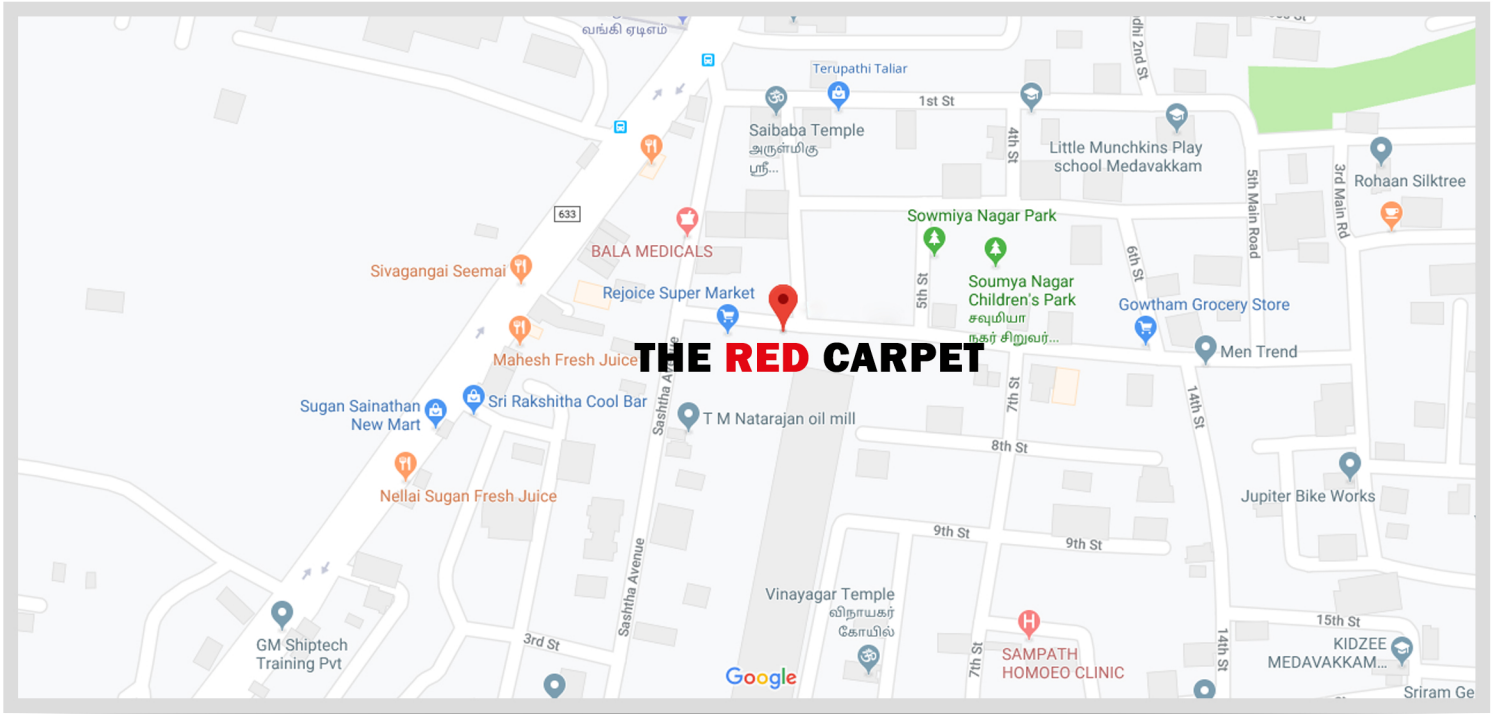 வங்கி ஏடிஎம்
Terupathi Taliar
1st St
Saibaba Temple
அருள்மிகு
ஸ்ரீ...
4th St
Little Munchkins Play
school Medavakkam
5th Main Road
3rd Main Rd
Rohaan Silktree
633
BALA MEDICALS
Sowmiya Nagar Park
Sivagangai Seemai
Rejoice Super Market
5th St
Soumya Nagar
Children's Park
சவுமியா
நகர் சிறுவர்...
6th St
Gowtham Grocery Store
Mahesh Fresh Juice
THE RED CARPET
Men Trend
Sashtha Avenue
Sugan Sainathan
New Mart
Sri Rakshitha Cool Bar
T M Natarajan oil mill
7th St
14th St
8th St
Nellai Sugan Fresh Juice
Jupiter Bike Works
9th St
9th St
Sashtha Avenue
Vinayagar Temple
விநாயகர்
கோயில்
GM Shiptech
Training Pvt
3rd St
7th St
SAMPATH
HOMOEO CLINIC
14th St
15th St
KIDZEE
MEDAVAKKAM...
Google
Sriram Ge